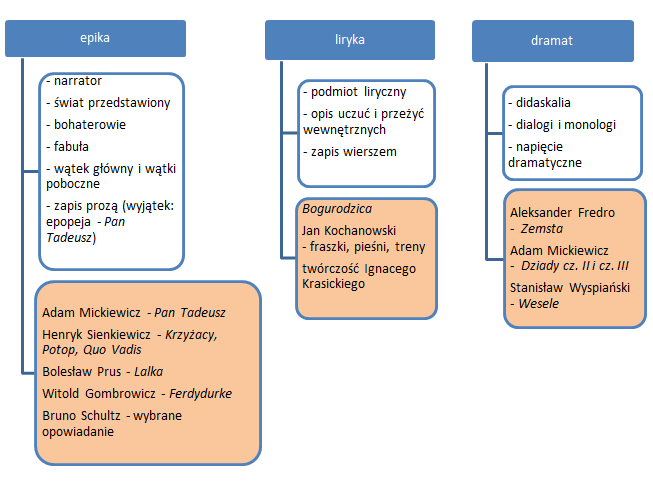 epika
- narrator
- świat przedstawiony
- bohaterowie
- fabuła
- wątek główny i wątki
poboczne
- zapis prozą (wyjątek:
epopeja - Pan
Tadeusz)
Adam Mickiewicz - Pan Tadeusz
Henryk Sienkiewicz - Krzyżacy,
Potop, Quo Vadis
Bolesław Prus - Lalka
Witold Gombrowicz - Ferdydurke
Bruno Schultz - wybrane
opowiadanie
liryka
- podmiot liryczny
- opis uczuć i przeżyć
wewnętrznych
- zapis wierszem
Bogurodzica
Jan Kochanowski
- fraszki, pieśni, treny
twórczość Ignacego
Krasickiego
dramat
- didaskalia
- dialogi i monologi
- napięcie
dramatyczne
Aleksander Fredro
- Zemsta
Adam Mickiewicz
- Dziady cz. II i cz. III
Stanisław Wyspiański
- Wesele